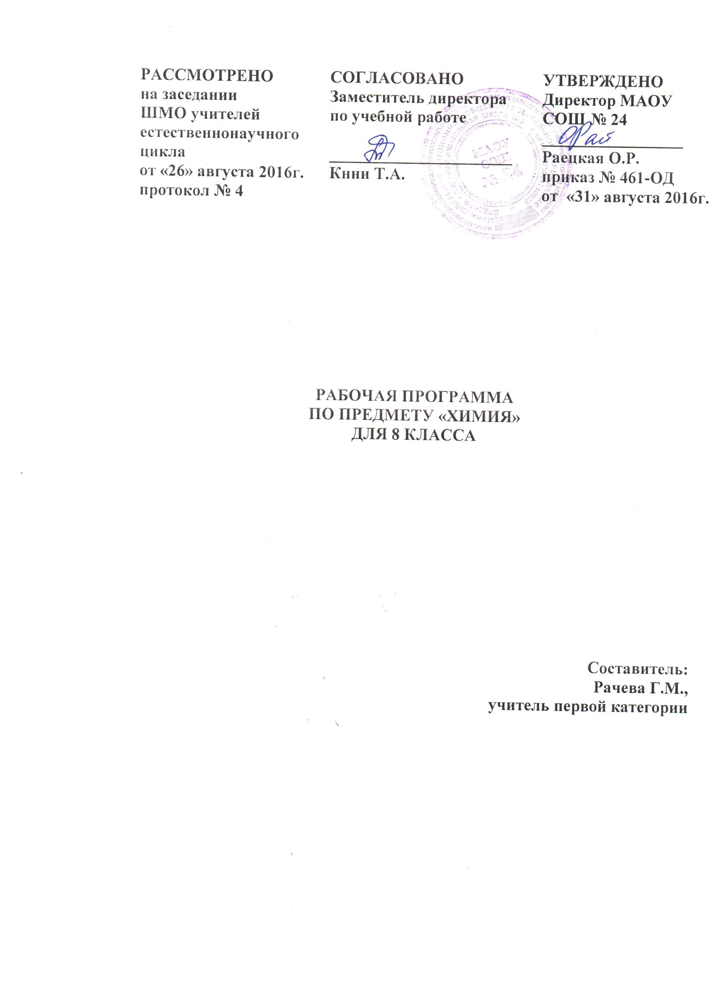 РАССМОТРЕНО
на заседании
ШМО учителей
естественнонаучного
цикла
от «26» августа 2016г.
протокол № 4
СОГЛАСОВАНО
Заместитель директора
по учебной работе
Кнни Т.А.
УТВЕРЖДЕНО
Директор МАОУ
СОШ № 24
Раецкая О.Р.
приказ № 461-ОД
от «31» августа 2016г.
МАОУ
СОШ
№ 24
РАБОЧАЯ ПРОГРАММА
ПО ПРЕДМЕТУ «ХИМИЯ»
ДЛЯ 8 КЛАССА
Составитель:
Рачева Г.М.,
учитель первой категории